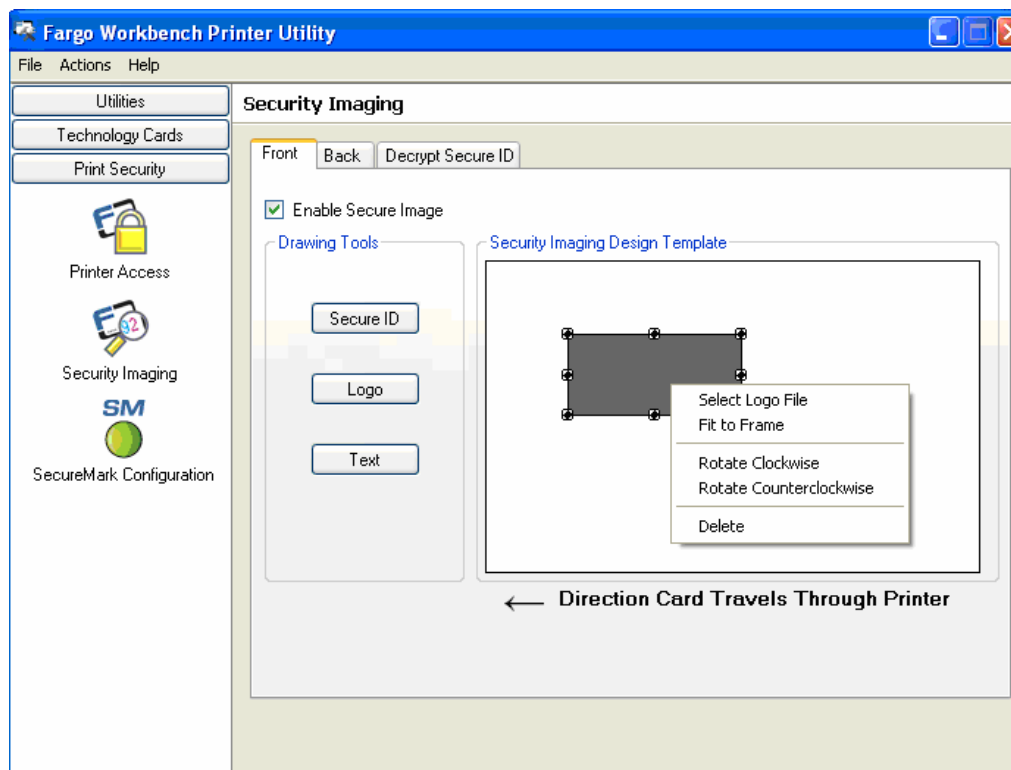 Fargo Workbench Printer Utility
File Actions Help
Utilities
Technology Cards
Print Security
Printer Access
Security Imaging
SM
SecureMark Configuration
Security Imaging
Front Back Decrypt Secure ID
Enable Secure Image
Drawing Tools
Secure ID
Logo
Text
Security Imaging Design Template
Select Logo File
Fit to Frame
Rotate Clockwise
Rotate Counterclockwise
Delete
← Direction Card Travels Through Printer